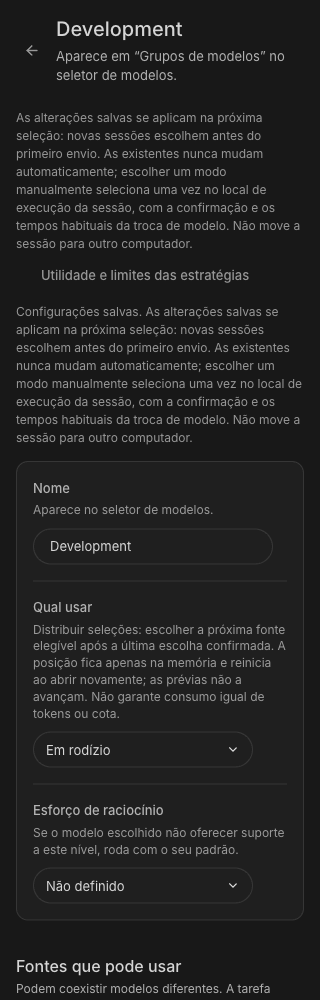 Development
Aparece em “Grupos de modelos” no
seletor de modelos.
As alterações salvas se aplicam na próxima
seleção: novas sessões escolhem antes do
primeiro envio. As existentes nunca mudam
automaticamente; escolher um modo
manualmente seleciona uma vez no local de
execução da sessão, com a confirmação e os
tempos habituais da troca de modelo. Não move a
sessão para outro computador.
Utilidade e limites das estratégias
Configurações salvas. As alterações salvas se
aplicam na próxima seleção: novas sessões
escolhem antes do primeiro envio. As existentes
nunca mudam automaticamente; escolher um
modo manualmente seleciona uma vez no local de
execução da sessão, com a confirmação e os
tempos habituais da troca de modelo. Não move a
sessão para outro computador.
Nome
Aparece no seletor de modelos.
Development
Qual usar
Distribuir seleções: escolher a próxima fonte
elegível após a última escolha confirmada. A
posição fica apenas na memória e reinicia
ao abrir novamente; as prévias não a
avançam. Não garante consumo igual de
tokens ou cota.
Em rodízio
Esforço de raciocínio
Se o modelo escolhido não oferecer suporte
a este nível, roda com o seu padrão.
Não definido
Fontes que pode usar
Podem coexistir modelos diferentes. A tarefa